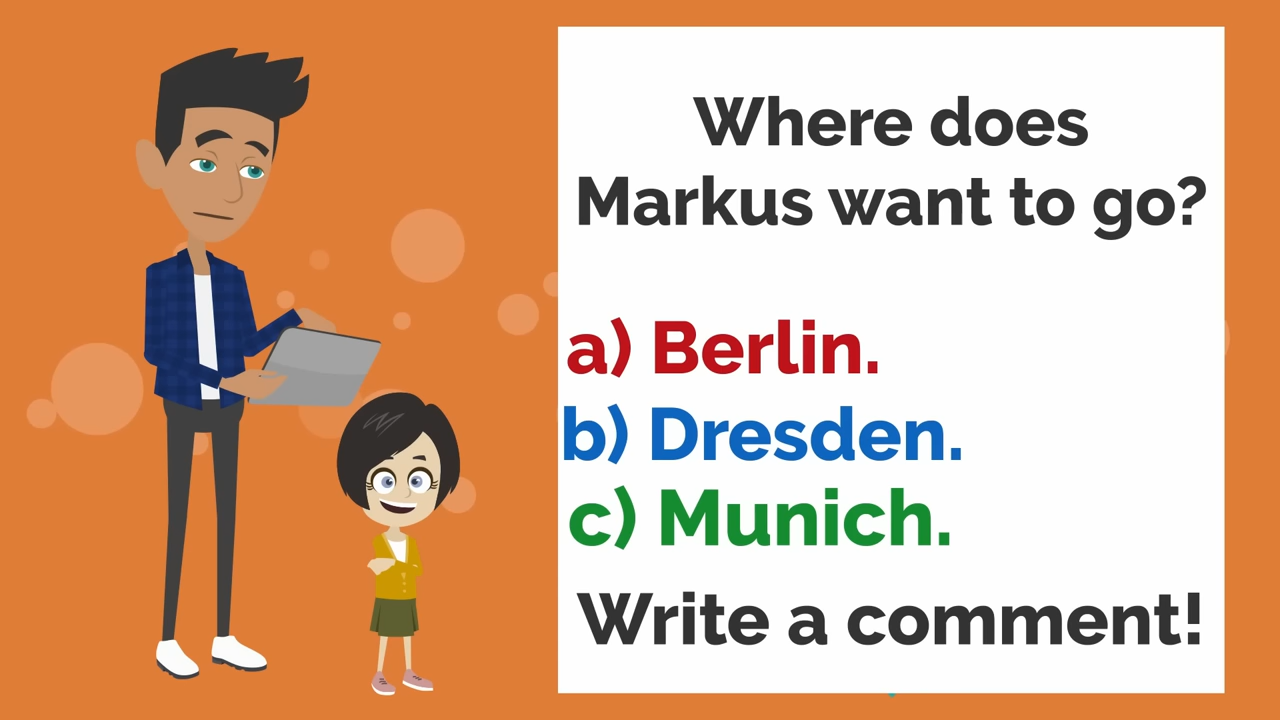 Where does
Markus want to go?
a) Berlin.
b) Dresden.
c) Munich.
Write a comment!